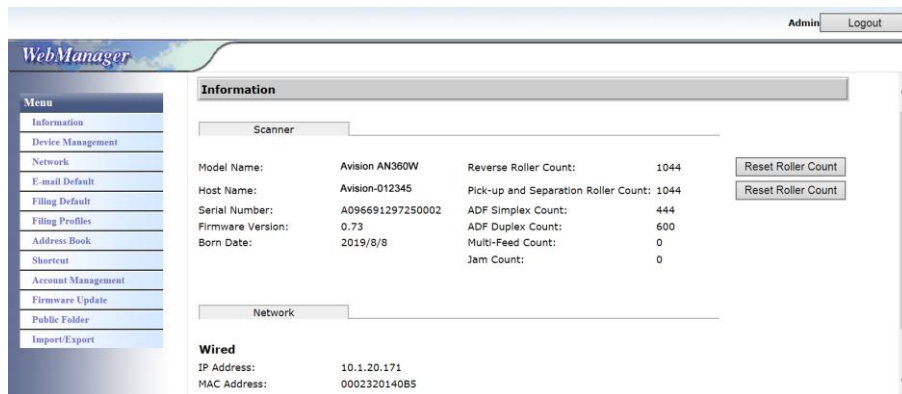 Admin Logout
WebManager
Menu
Information
Device Management
Network
E-mail Default
Filing Default
Filing Profiles
Address Book
Shortcut
Account Management
Firmware Update
Public Folder
Import/Export
Information
Scanner
Model Name: Avision AN360W Reverse Roller Count: 1044 Reset Roller Count
Host Name: Avision-012345 Pick-up and Separation Roller Count: 1044 Reset Roller Count
Serial Number: A096691297250002 ADF Simplex Count: 444
Firmware Version: 0.73 ADF Duplex Count: 600
Born Date: 2019/8/8 Multi-Feed Count: 0
Jam Count: 0
Network
Wired
IP Address: 10.1.20.171
MAC Address: 0002320140B5